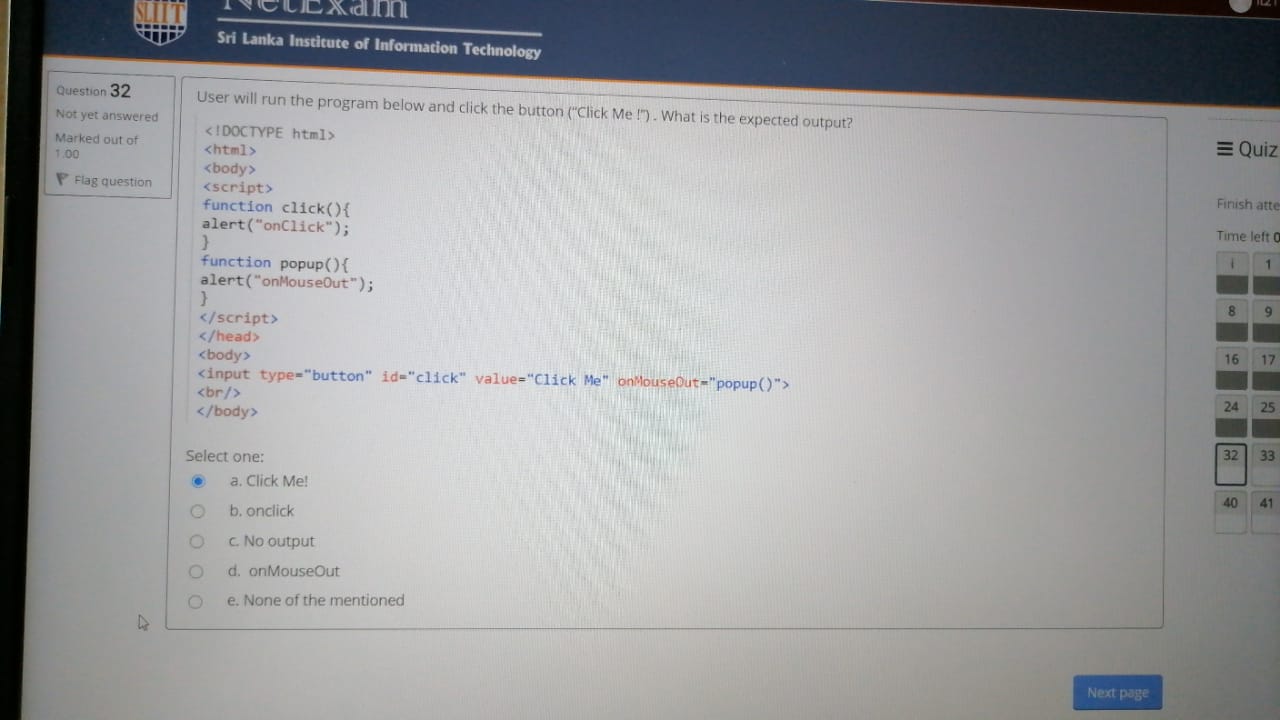 SLIIT
NetExam
Sri Lanka Institute of Information Technology
Question 32
Not yet answered
Marked out of
1.00
Flag question
User will run the program below and click the button ("Click Me !") . What is the expected output?
<!DOCTYPE html>
<html>
<body>
<script>
function click(){
alert("onClick");
}
function popup(){
alert("onMouseOut");
}
</script>
</head>
<body>
<input type="button" id="click" value="Click Me" onMouseOut="popup()">
<br/>
</body>
Select one:
a. Click Me!
b. onclick
c. No output
d. onMouseOut
e. None of the mentioned
Next page
Quiz
Finish atte
Time left 0
i 1
8 9
16 17
24 25
32 33
40 41